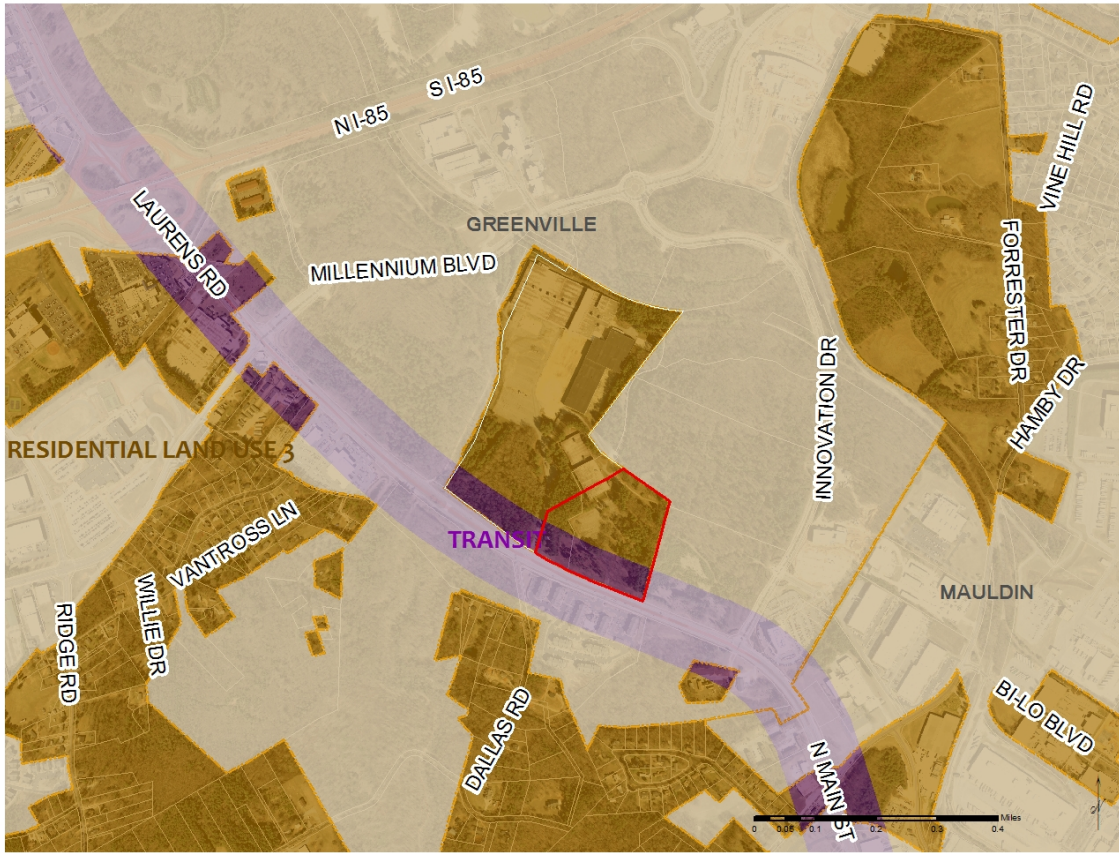 S I-85
N I-85
VINE HILL RD
LAURENS RD
GREENVILLE
MILLENNIUM BLVD
FORRESTER DR
INNOVATION DR
HAMBY DR
RESIDENTIAL LAND USE 3
VANTROSS LN
TRANSIT
WILLIE DR
RIDGE RD
MAULDIN
DALLAS RD
BI-LO BLVD
N MAIN ST
Miles
0 0.05 0.1 0.2 0.3 0.4
N